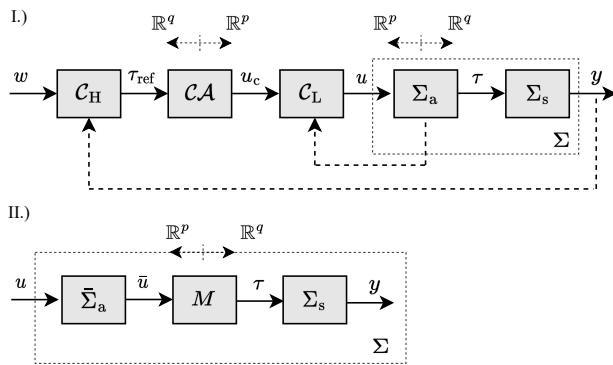 I.)
ℝ^q ℝ^p ℝ^p ℝ^q
w 𝒞_H τ_ref 𝒞𝒜 u_c 𝒞_L u Σ_a τ Σ_s y
Σ
II.)
ℝ^p ℝ^q
u Σ̄_a ū M τ Σ_s y
Σ